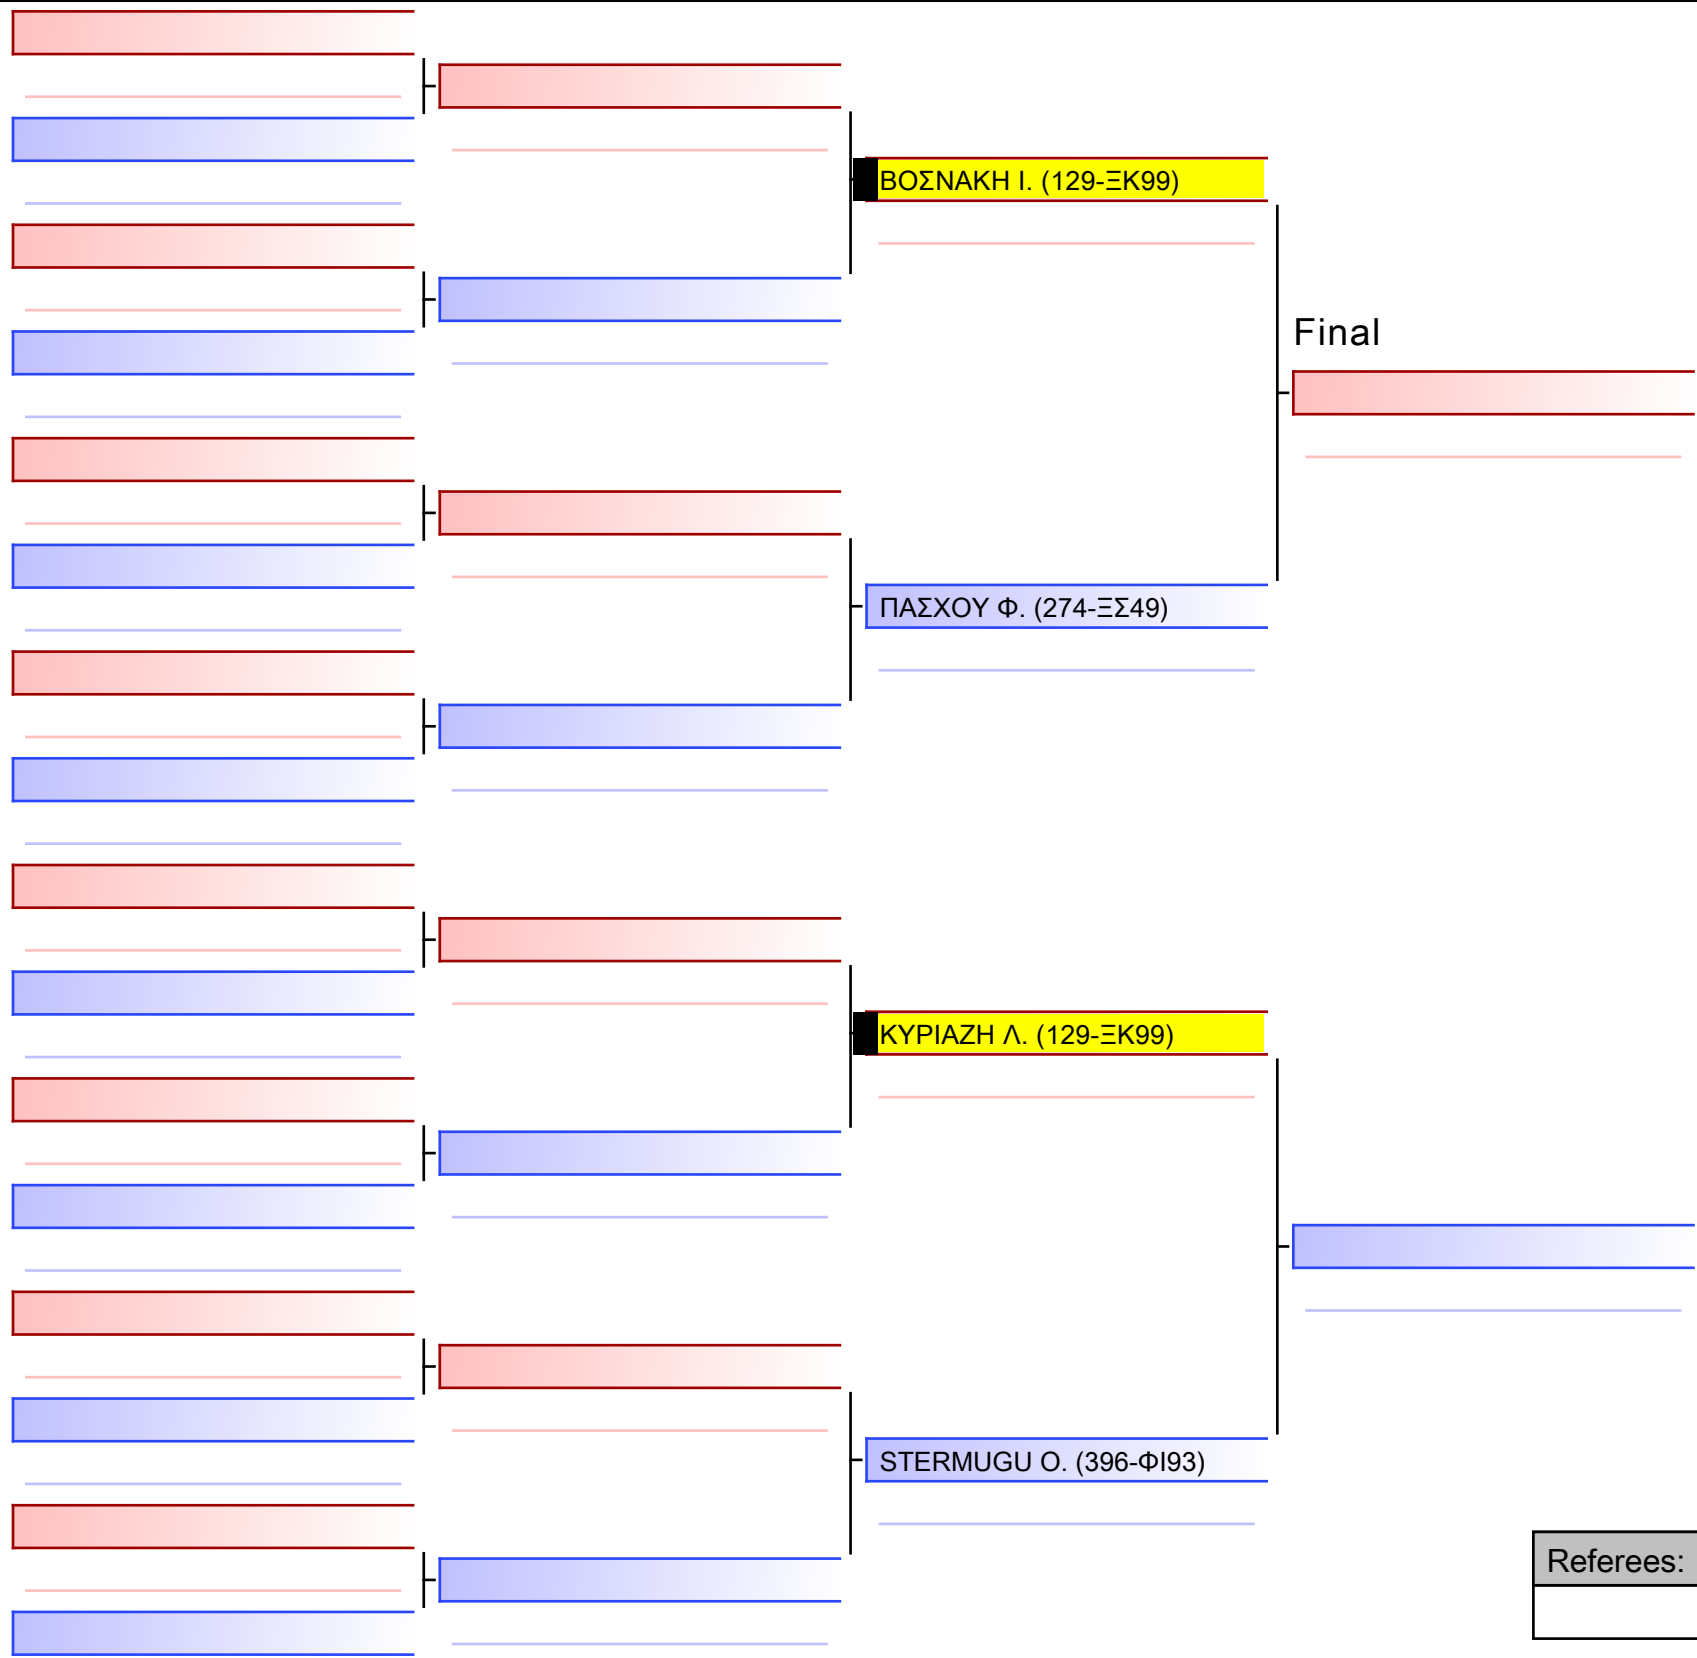 ΒΟΣΝΑΚΗ Ι. (129-ΞΚ99)
Final
ΠΑΣΧΟΥ Φ. (274-ΞΣ49)
ΚΥΡΙΑΖΗ Λ. (129-ΞΚ99)
STERMUGU O. (396-ΦΙ93)
Referees: